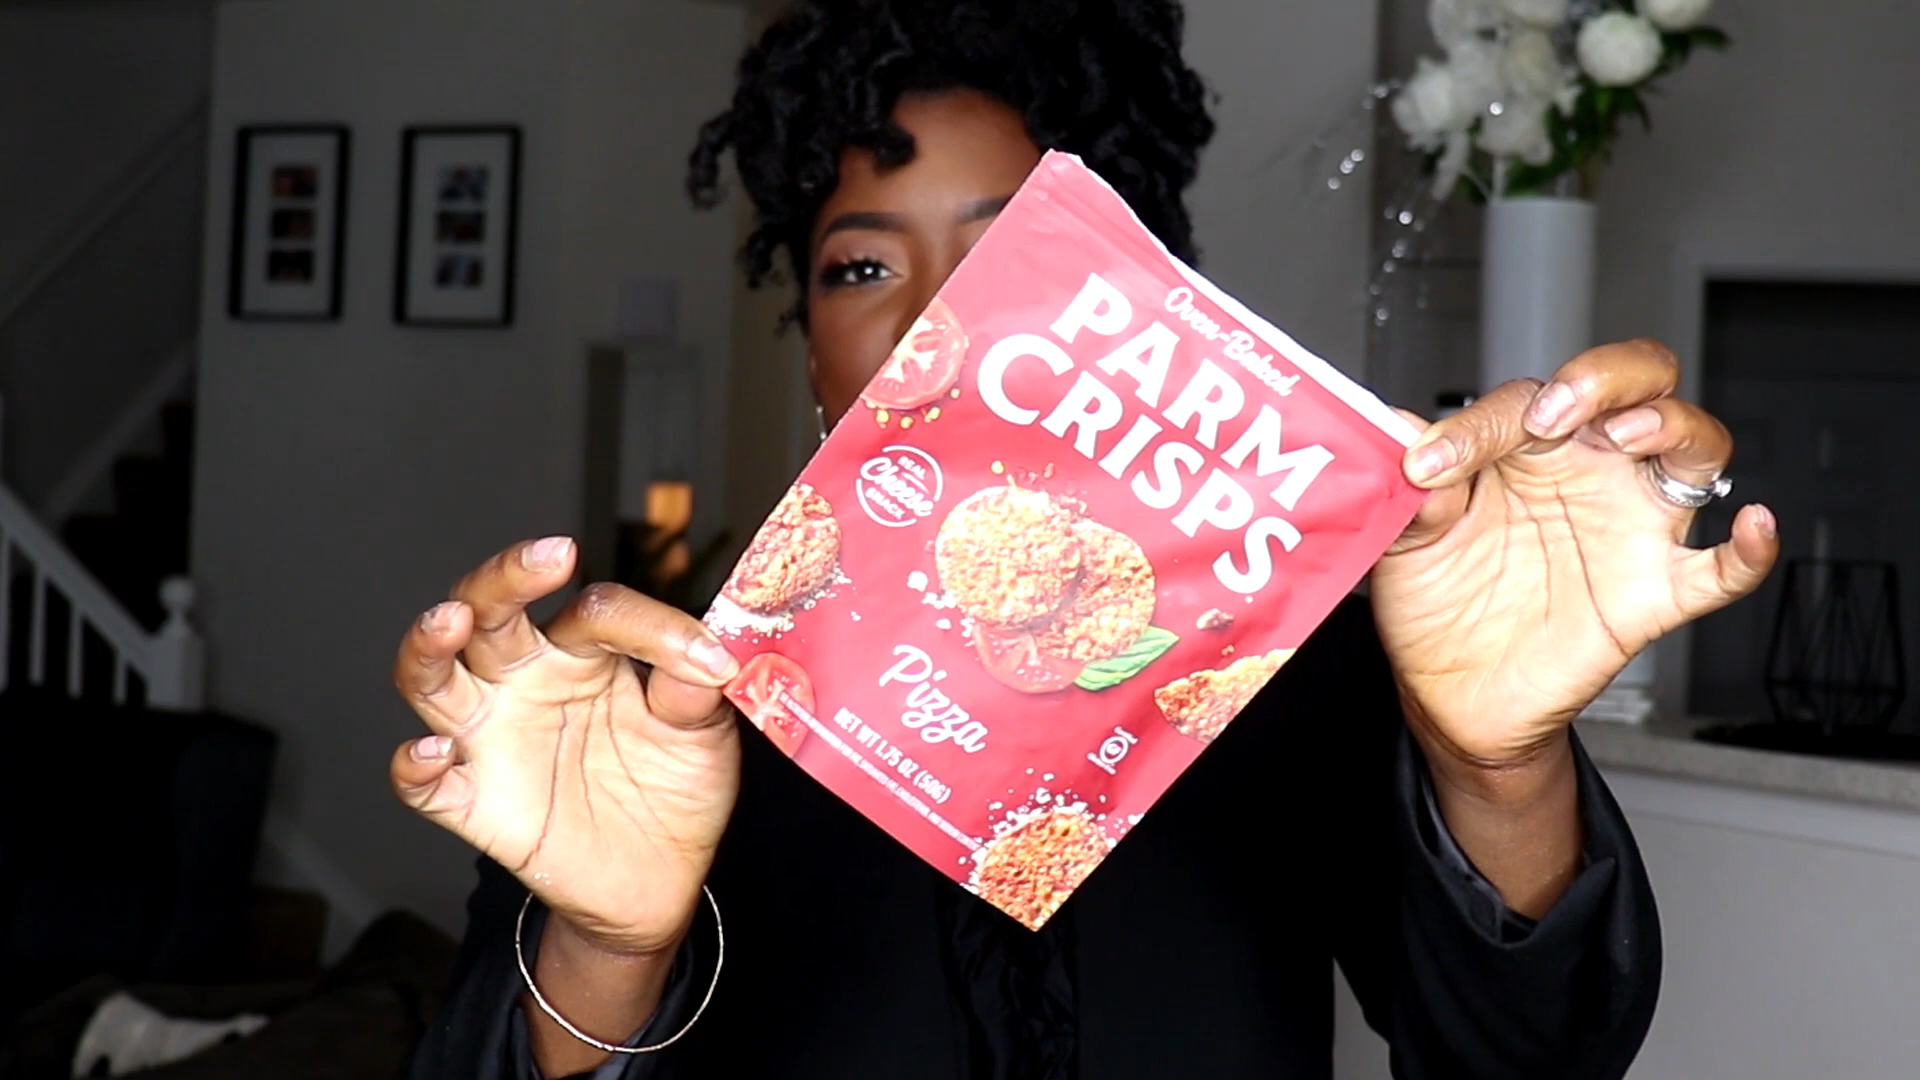 Oven-Baked
PARM
CRISPS
REAL
Cheese
SNACK
Pizza
NET WT 1.75 OZ (50G)